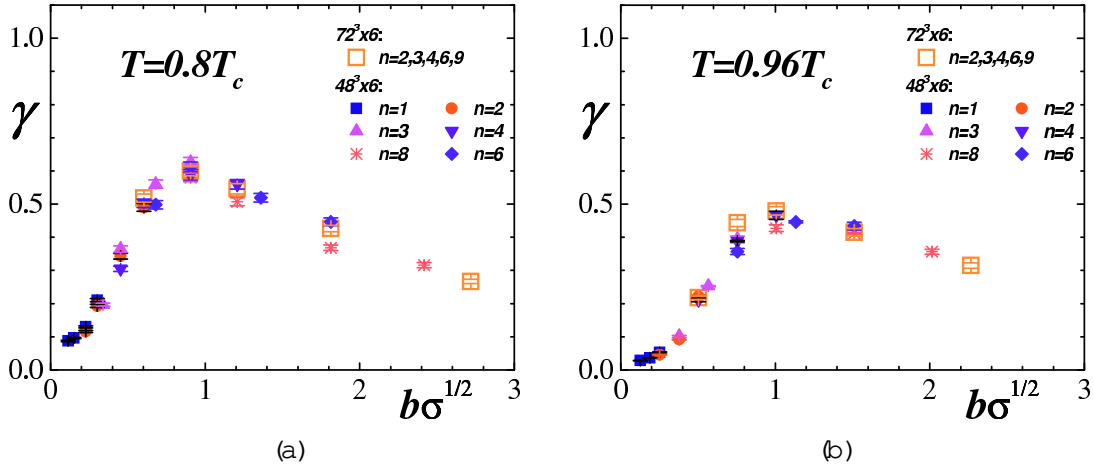 1.0
0.5
0.0
γ
T=0.8Tc
72³x6:
n=2,3,4,6,9
48³x6:
n=1 n=2
n=3 n=4
n=8 n=6
0 1 2 3
bσ^1/2
(a)
1.0
0.5
0.0
γ
T=0.96Tc
72³x6:
n=2,3,4,6,9
48³x6:
n=1 n=2
n=3 n=4
n=8 n=6
0 1 2 3
bσ^1/2
(b)